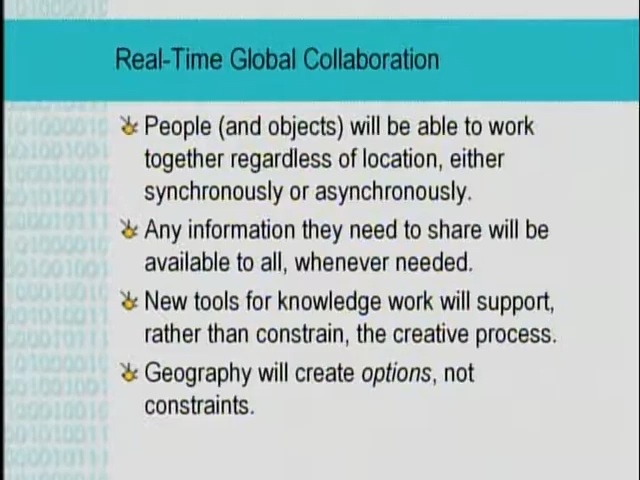 Real-Time Global Collaboration
People (and objects) will be able to work
together regardless of location, either
synchronously or asynchronously.
Any information they need to share will be
available to all, whenever needed.
New tools for knowledge work will support,
rather than constrain, the creative process.
Geography will create options, not
constraints.